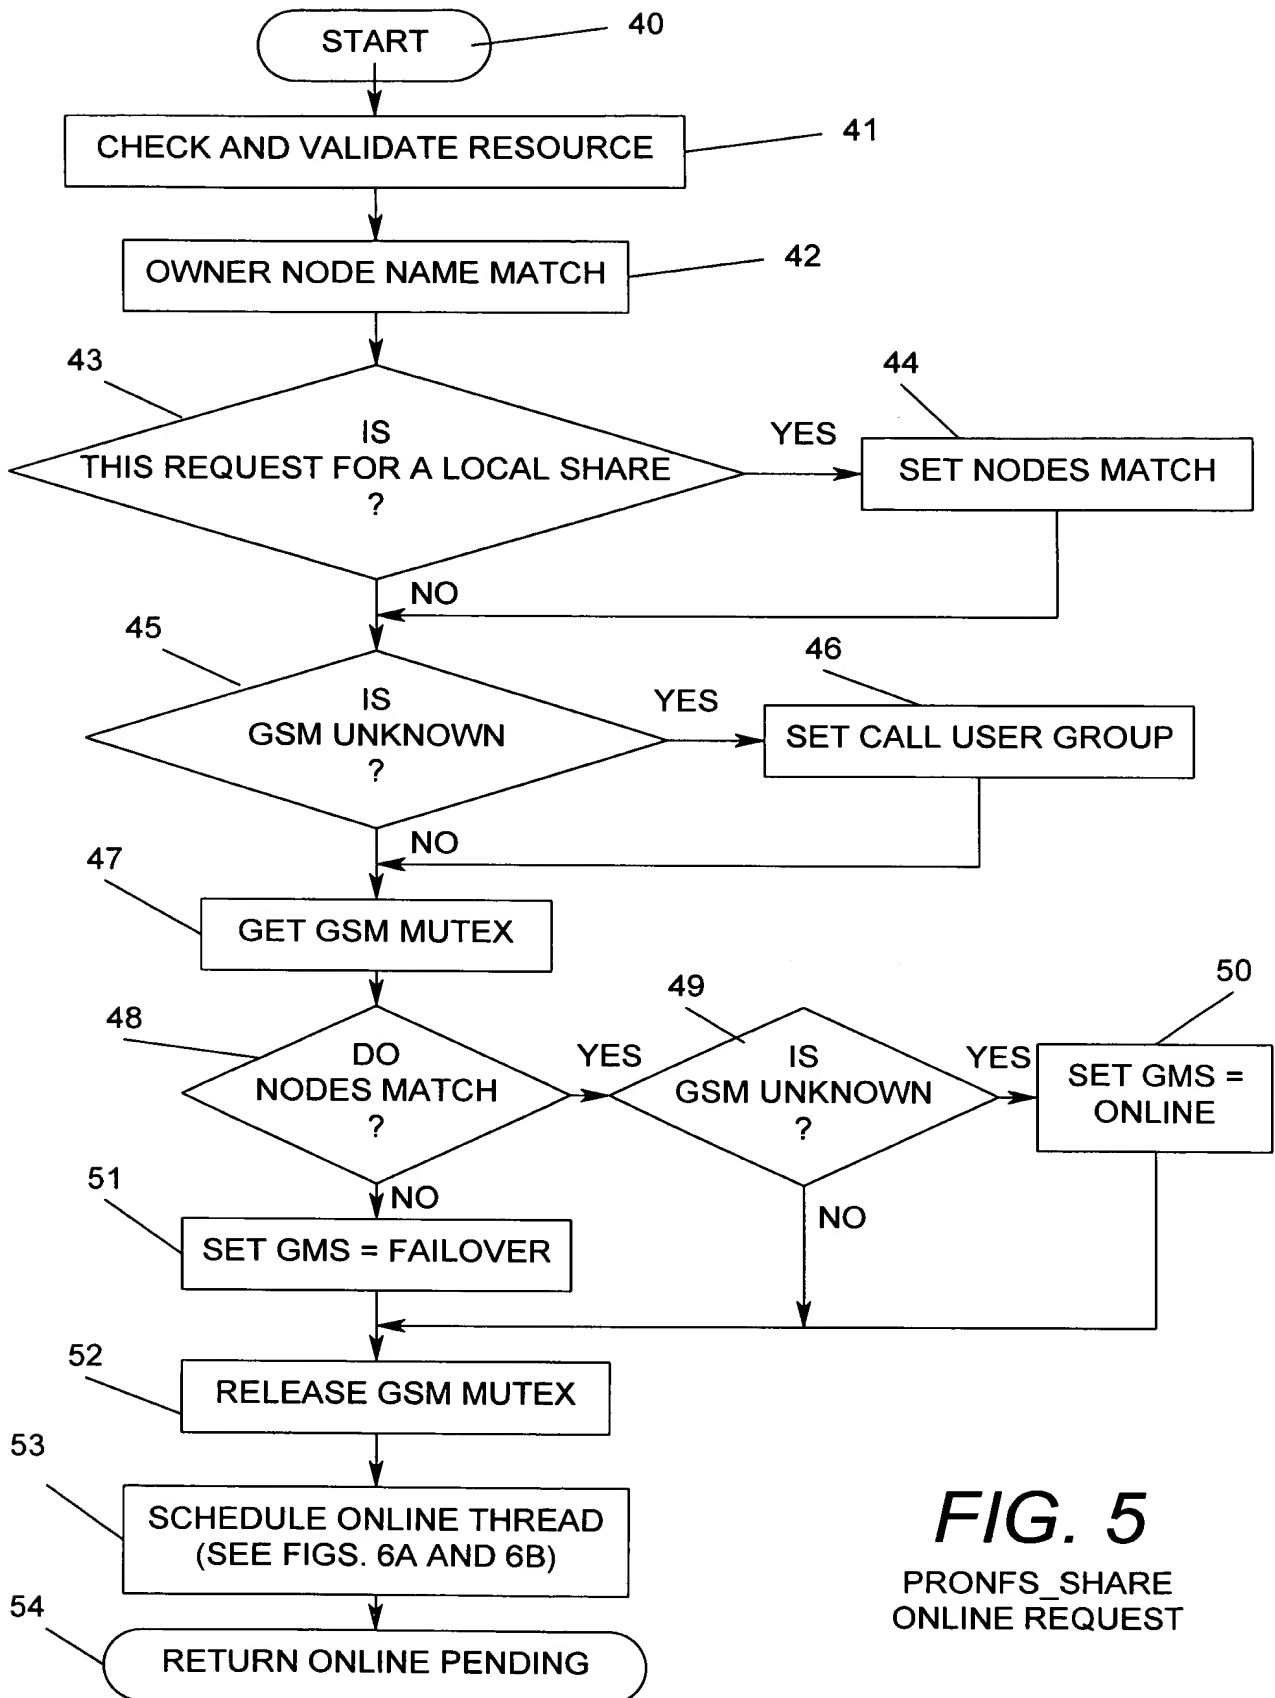 START
40
CHECK AND VALIDATE RESOURCE
41
OWNER NODE NAME MATCH
42
43
IS
THIS REQUEST FOR A LOCAL SHARE
?
YES
44
SET NODES MATCH
NO
45
IS
GSM UNKNOWN
?
YES
46
SET CALL USER GROUP
NO
47
GET GSM MUTEX
48
DO
NODES MATCH
?
YES
49
IS
GSM UNKNOWN
?
YES
50
SET GMS =
ONLINE
NO
NO
51
SET GMS = FAILOVER
52
RELEASE GSM MUTEX
53
SCHEDULE ONLINE THREAD
(SEE FIGS. 6A AND 6B)
54
RETURN ONLINE PENDING
FIG. 5
PRONFS_SHARE
ONLINE REQUEST